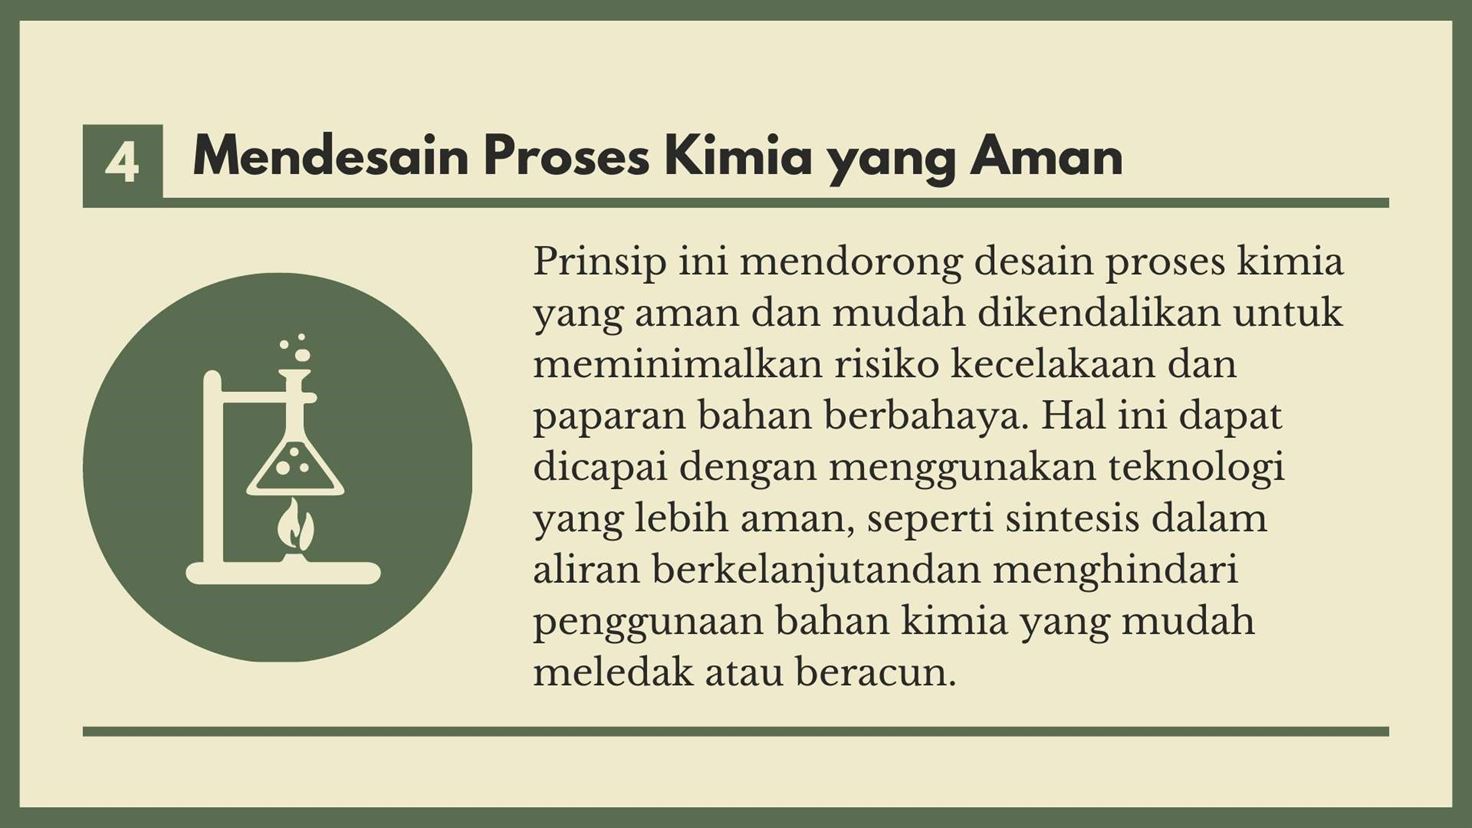 4 Mendesain Proses Kimia yang Aman
Prinsip ini mendorong desain proses kimia
yang aman dan mudah dikendalikan untuk
meminimalkan risiko kecelakaan dan
paparan bahan berbahaya. Hal ini dapat
dicapai dengan menggunakan teknologi
yang lebih aman, seperti sintesis dalam
aliran berkelanjutandan menghindari
penggunaan bahan kimia yang mudah
meledak atau beracun.